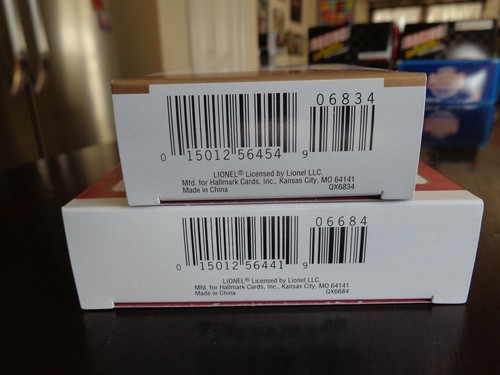 06834
0 15012 56454 9
LIONEL® Licensed by Lionel LLC.
Mfd. for Hallmark Cards, Inc., Kansas City, MO 64141
Made in China QX6834
06684
0 15012 56441 9
LIONEL® Licensed by Lionel LLC.
Mfd. for Hallmark Cards, Inc., Kansas City, MO 64141
Made in China QX6684